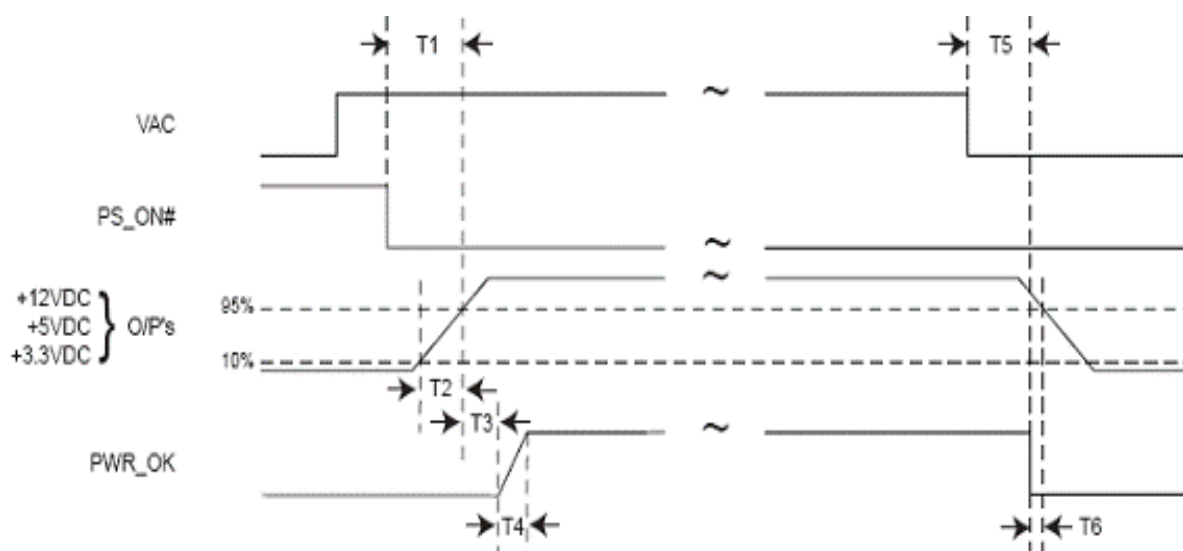 T1
T5
VAC
~
PS_ON#
~
+12VDC
+5VDC
+3.3VDC
} O/P's
95%
10%
~
T2
T3
PWR_OK
~
T4
T6